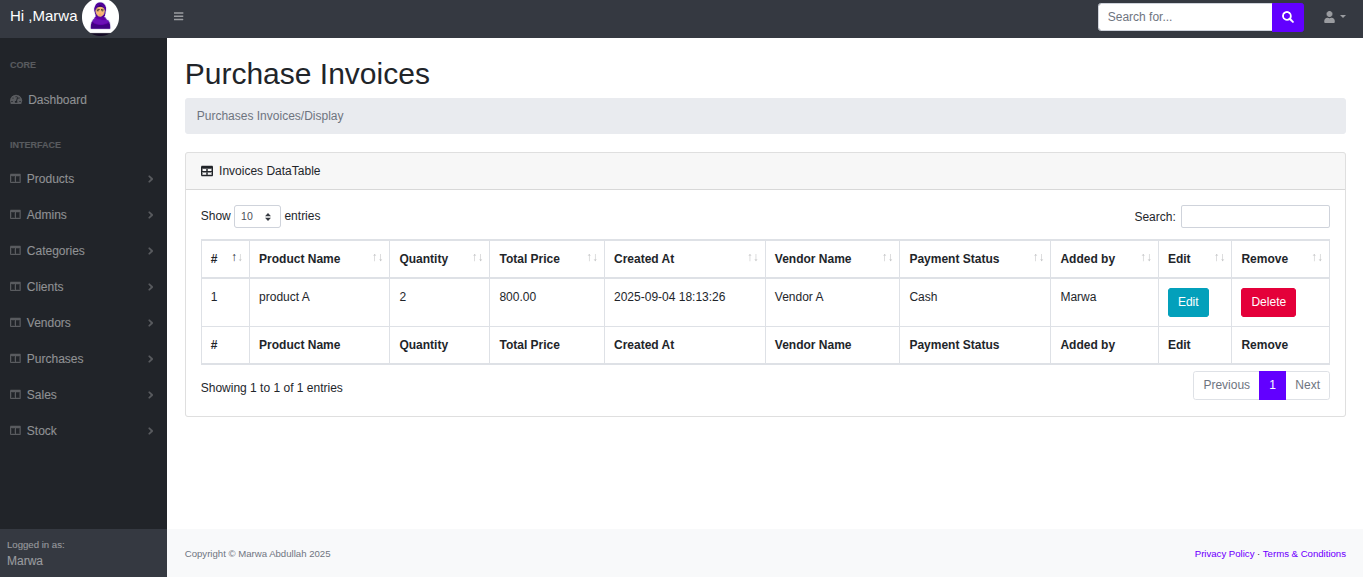 Hi ,Marwa
Search for...
CORE
Dashboard
INTERFACE
Products
Admins
Categories
Clients
Vendors
Purchases
Sales
Stock
Logged in as:
Marwa
Purchase Invoices
Purchases Invoices/Display
Invoices DataTable
Show 10 entries Search:
# ↑↓ Product Name ↑↓ Quantity ↑↓ Total Price ↑↓ Created At ↑↓ Vendor Name ↑↓ Payment Status ↑↓ Added by ↑↓ Edit ↑↓ Remove ↑↓
1 product A 2 800.00 2025-09-04 18:13:26 Vendor A Cash Marwa Edit Delete
# Product Name Quantity Total Price Created At Vendor Name Payment Status Added by Edit Remove
Showing 1 to 1 of 1 entries Previous 1 Next
Copyright © Marwa Abdullah 2025 Privacy Policy · Terms & Conditions